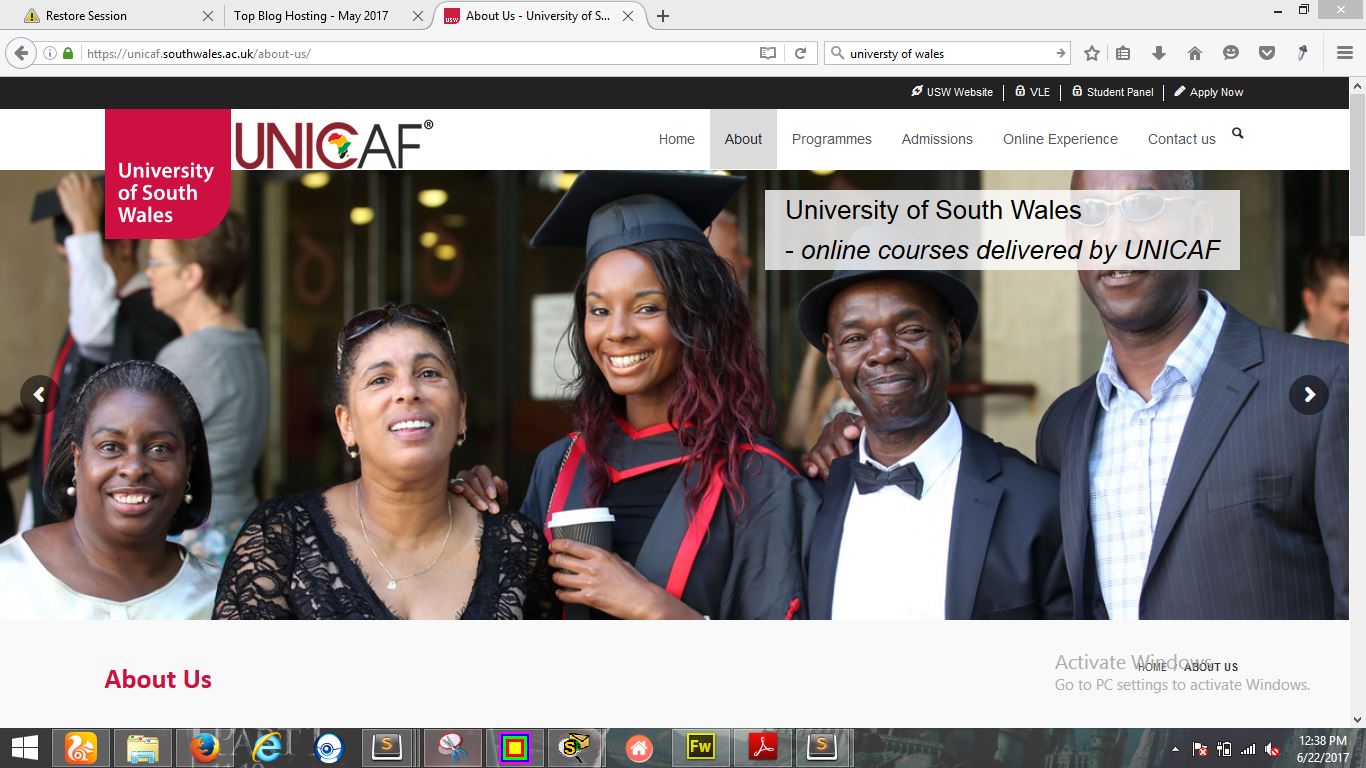 Restore Session
Top Blog Hosting - May 2017
usw About Us - University of S...
https://unicaf.southwales.ac.uk/about-us/
universty of wales
USW Website
VLE
Student Panel
Apply Now
University
of South
Wales
UNICAF®
Home
About
Programmes
Admissions
Online Experience
Contact us
University of South Wales
- online courses delivered by UNICAF
About Us
HOME
ABOUT US
Activate Windows
Go to PC settings to activate Windows.
S
S
Fw
S
12:38 PM
6/22/2017